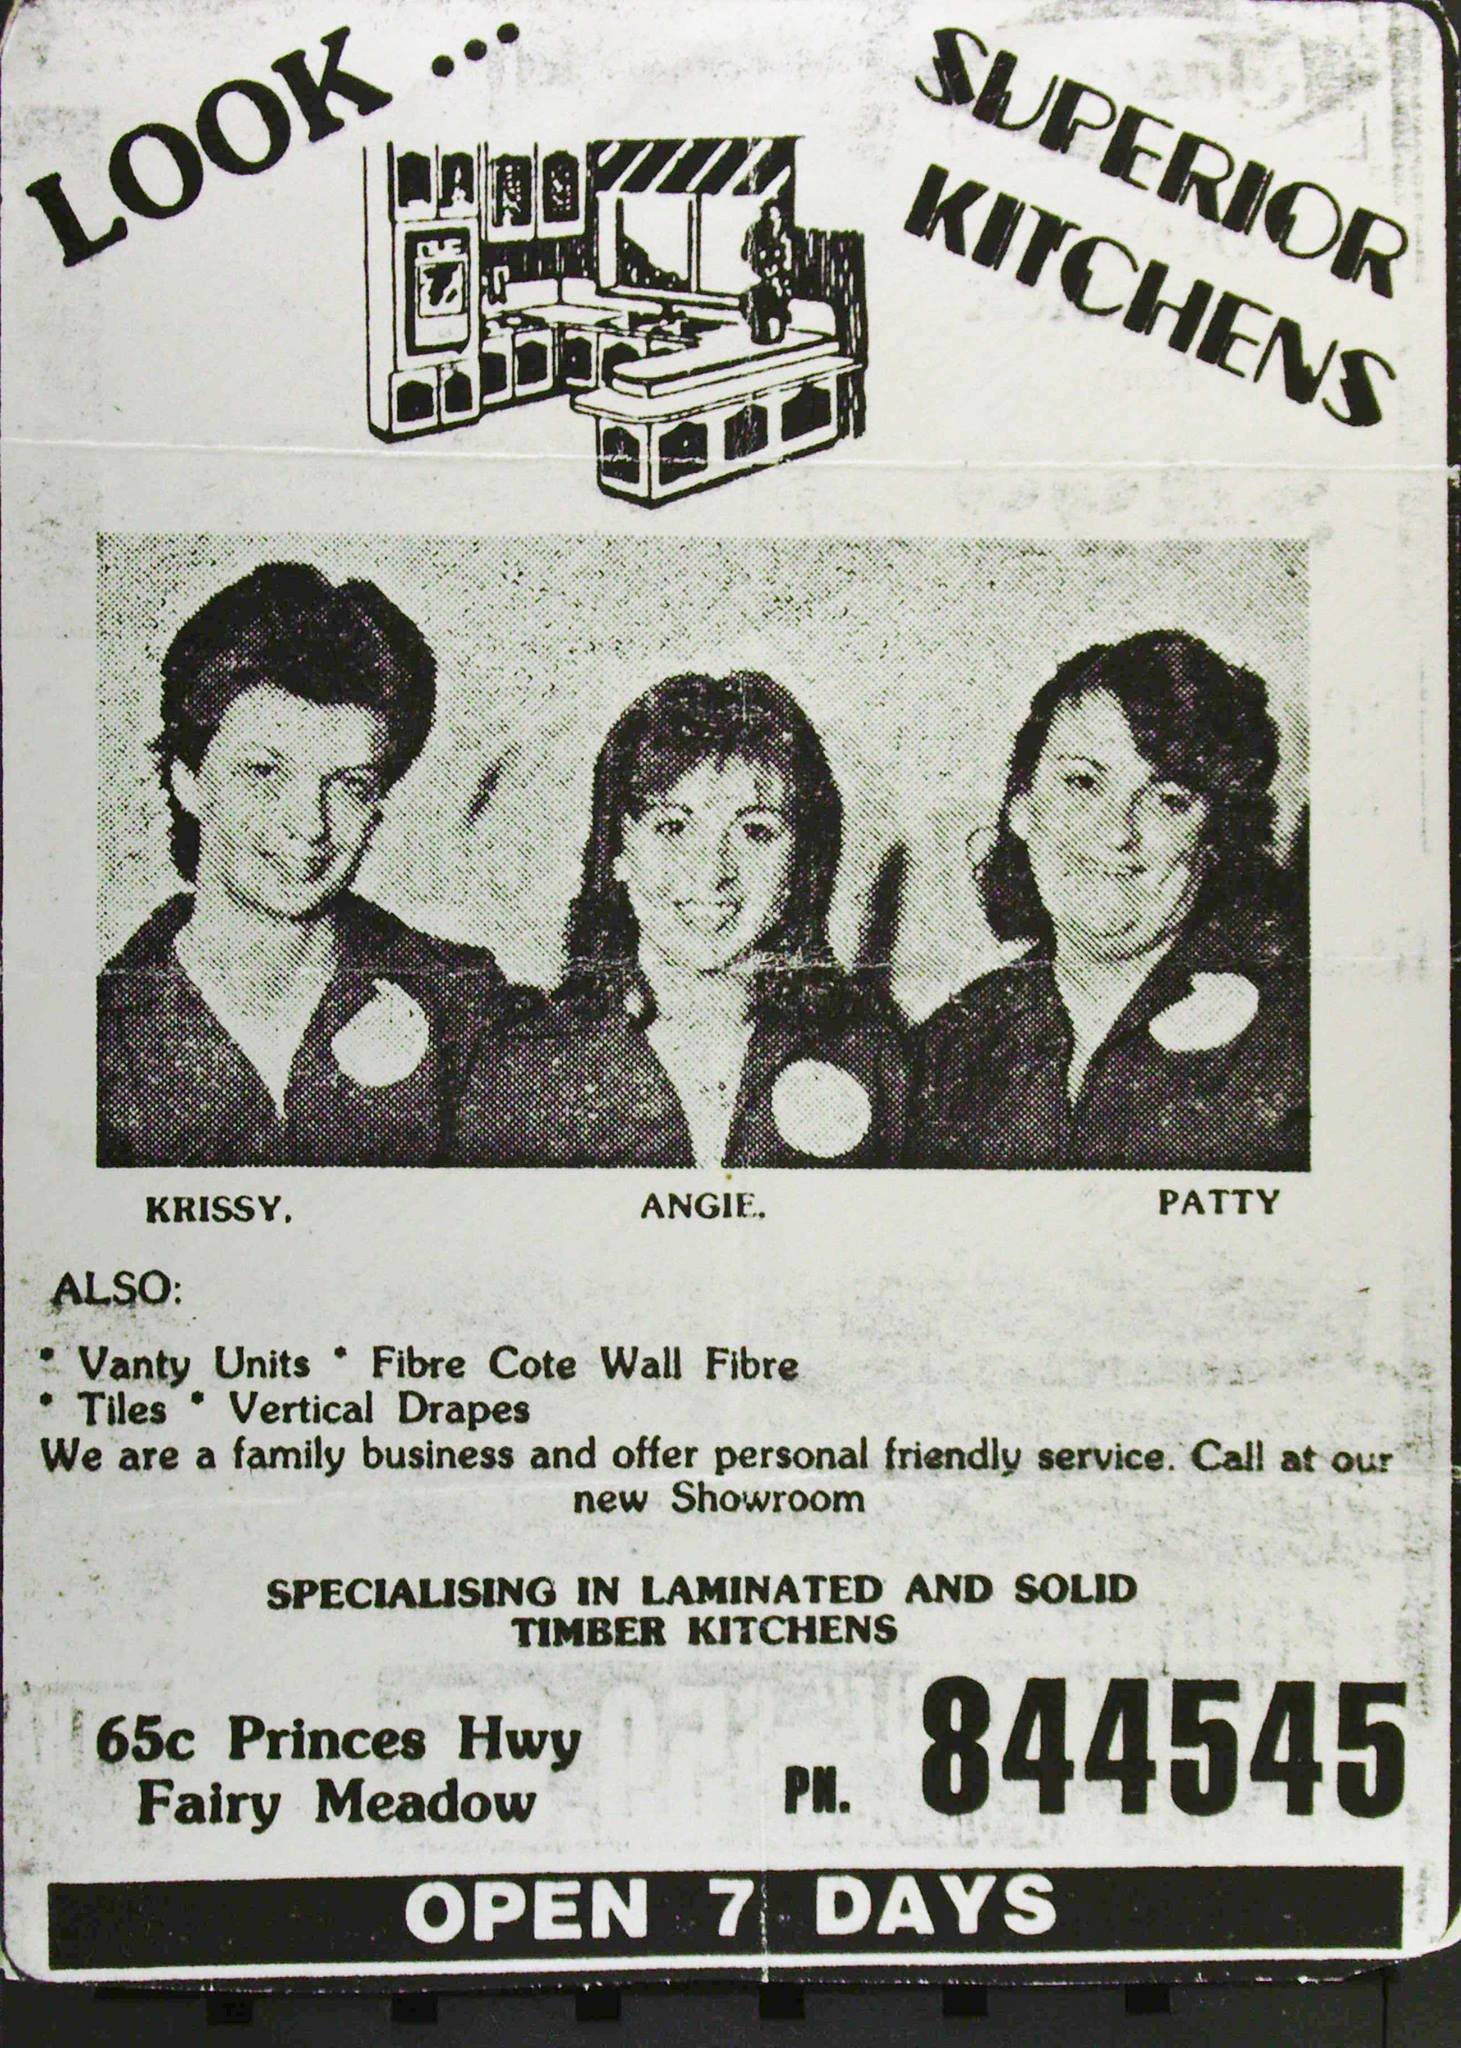 LOOK ...
SUPERIOR
KITCHENS
KRISSY. ANGIE. PATTY
ALSO:
* Vanty Units * Fibre Cote Wall Fibre
* Tiles * Vertical Drapes
We are a family business and offer personal friendly service. Call at our
new Showroom
SPECIALISING IN LAMINATED AND SOLID
TIMBER KITCHENS
65c Princes Hwy
Fairy Meadow
PN. 844545
OPEN 7 DAYS